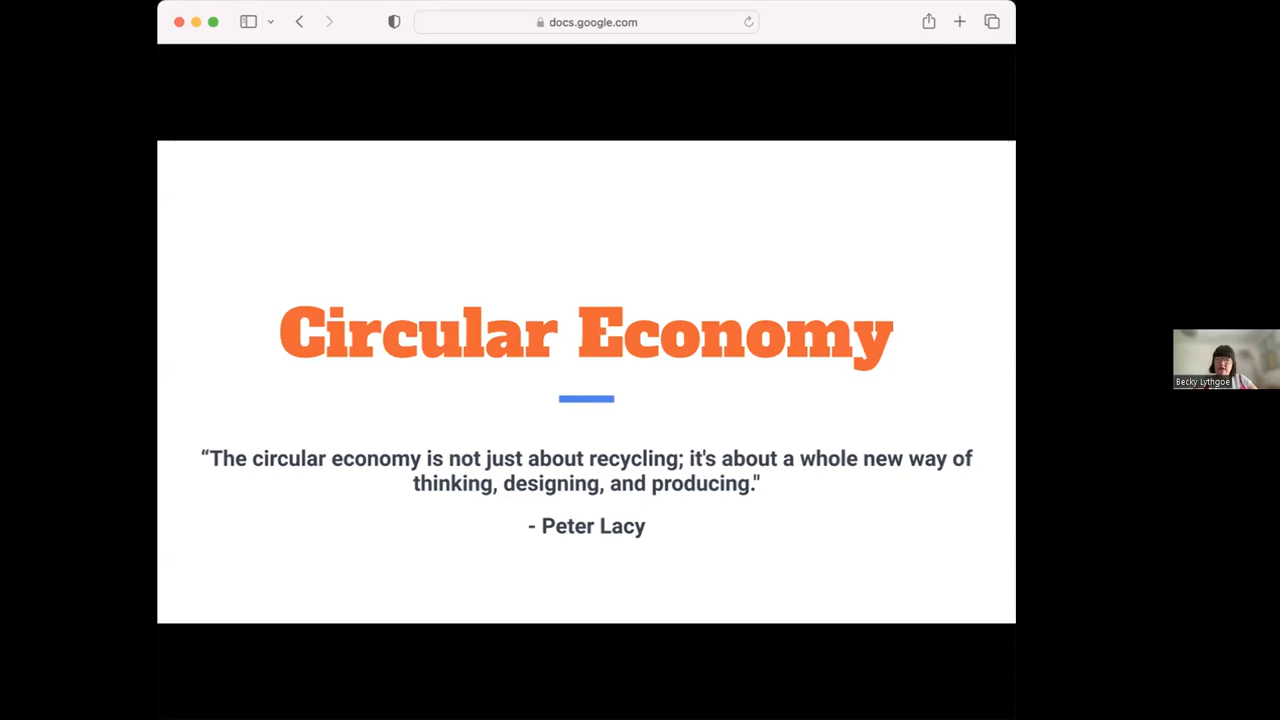 docs.google.com
Circular Economy
“The circular economy is not just about recycling; it's about a whole new way of
thinking, designing, and producing."
- Peter Lacy
Becky Lythgoe